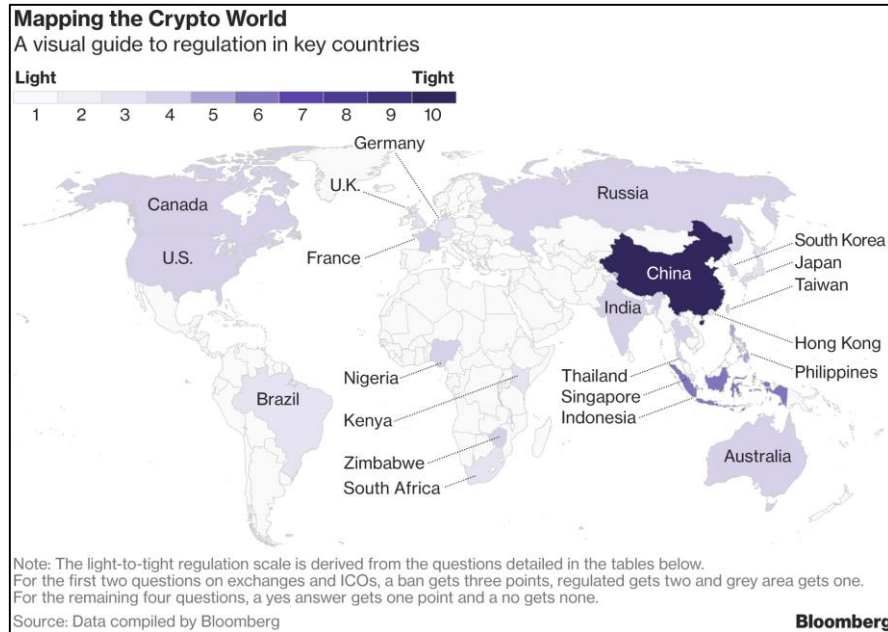 Mapping the Crypto World
A visual guide to regulation in key countries
Light Tight
1 2 3 4 5 6 7 8 9 10
Germany
U.K.
Canada
Russia
U.S.
France
South Korea
Japan
China
Taiwan
India
Hong Kong
Nigeria
Thailand
Philippines
Brazil
Singapore
Kenya
Indonesia
Zimbabwe
Australia
South Africa
Note: The light-to-tight regulation scale is derived from the questions detailed in the tables below.
For the first two questions on exchanges and ICOs, a ban gets three points, regulated gets two and grey area gets one.
For the remaining four questions, a yes answer gets one point and a no gets none.
Source: Data compiled by Bloomberg
Bloomberg